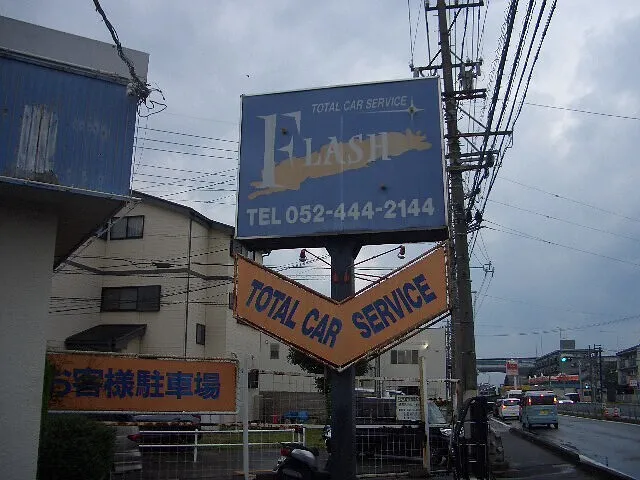 TOTAL CAR SERVICE
FLASH
TEL 052-444-2144
TOTAL CAR SERVICE
お客様駐車場